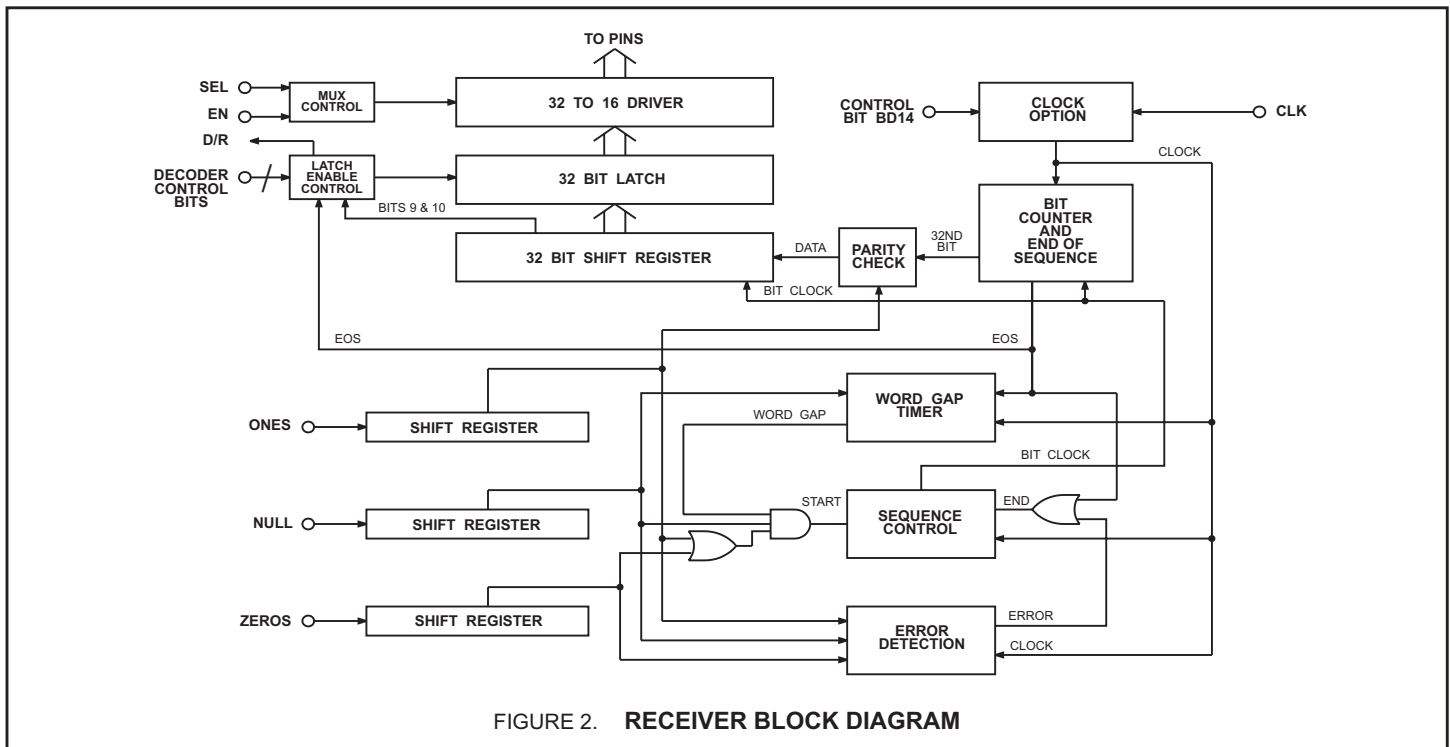 TO PINS
SEL
EN
D/R
DECODER
CONTROL
BITS
MUX
CONTROL
LATCH
ENABLE
CONTROL
BITS 9 & 10
32 TO 16 DRIVER
32 BIT LATCH
32 BIT SHIFT REGISTER
CONTROL
BIT BD14
CLOCK
OPTION
CLK
CLOCK
BIT
COUNTER
AND
END OF
SEQUENCE
32ND
BIT
PARITY
CHECK
DATA
BIT CLOCK
EOS
EOS
ONES
SHIFT REGISTER
WORD GAP
WORD GAP
TIMER
BIT CLOCK
NULL
SHIFT REGISTER
START
SEQUENCE
CONTROL
END
ZEROS
SHIFT REGISTER
ERROR
DETECTION
ERROR
CLOCK
FIGURE 2. RECEIVER BLOCK DIAGRAM